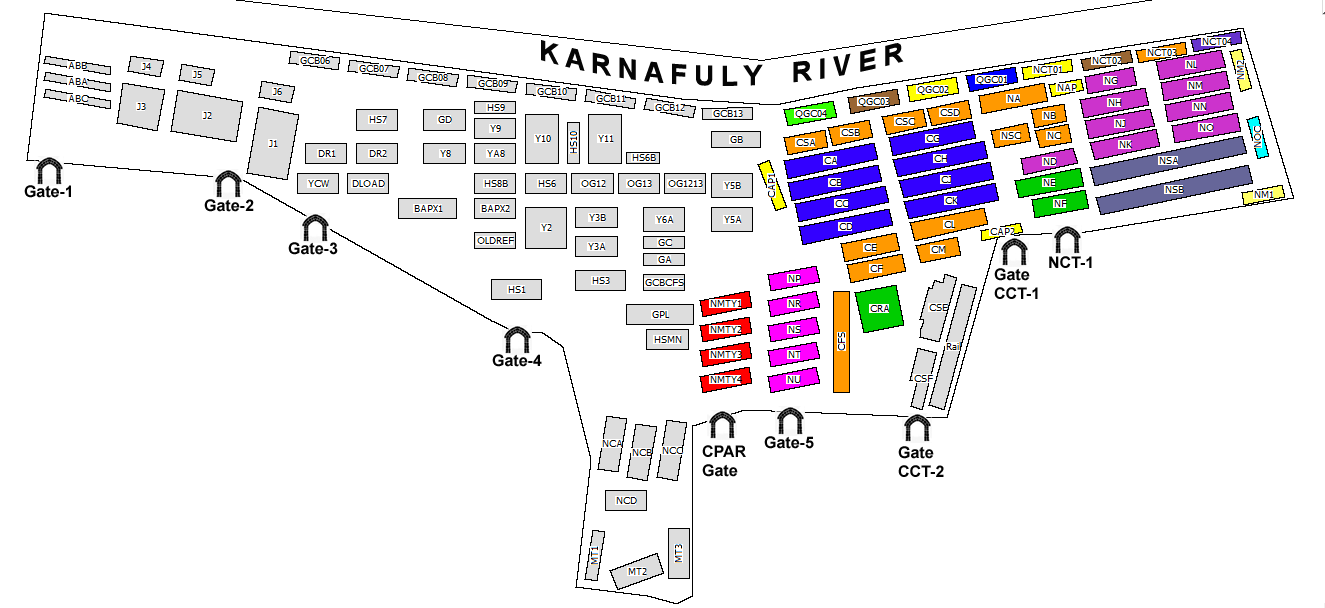 KARNAFULY RIVER
ABB
ABA
ABC
J4
J5
J3
J2
J6
J1
GCB06
GCB07
GCB08
GCB09
GCB10
GCB11
GCB12
GCB13
QGC04
QGC03
QGC02
QGC01
NCT01
NCT02
NCT03
NCT04
HS7
GD
HS9
Y9
Y10
HS10
Y11
GB
DR1
DR2
Y8
YA8
HS6B
YCW
DLOAD
HS8B
HS6
OG12
OG13
OG1213
Y5B
BAPX1
BAPX2
Y2
Y3B
Y6A
Y5A
OLDREF
Y3A
GC
GA
HS1
HS3
GCBCFS
GPL
HSMN
CAP1
CSA
CSB
CSC
CSD
CA
CB
CC
CD
CG
CH
CJ
CK
CL
CM
CE
CF
CRA
CFS
CSE
CSF
Rail
CAP2
NA
NAP
NB
NSC
NC
ND
NE
NF
NG
NH
NJ
NK
NL
NM
NN
NO
NM2
NSA
NSB
NM1
NP
NR
NS
NT
NU
NMTY1
NMTY2
NMTY3
NMTY4
NCA
NCB
NCC
NCD
MT1
MT2
MT3
Gate-1
Gate-2
Gate-3
Gate-4
CPAR
Gate
Gate-5
Gate
CCT-2
Gate
CCT-1
NCT-1